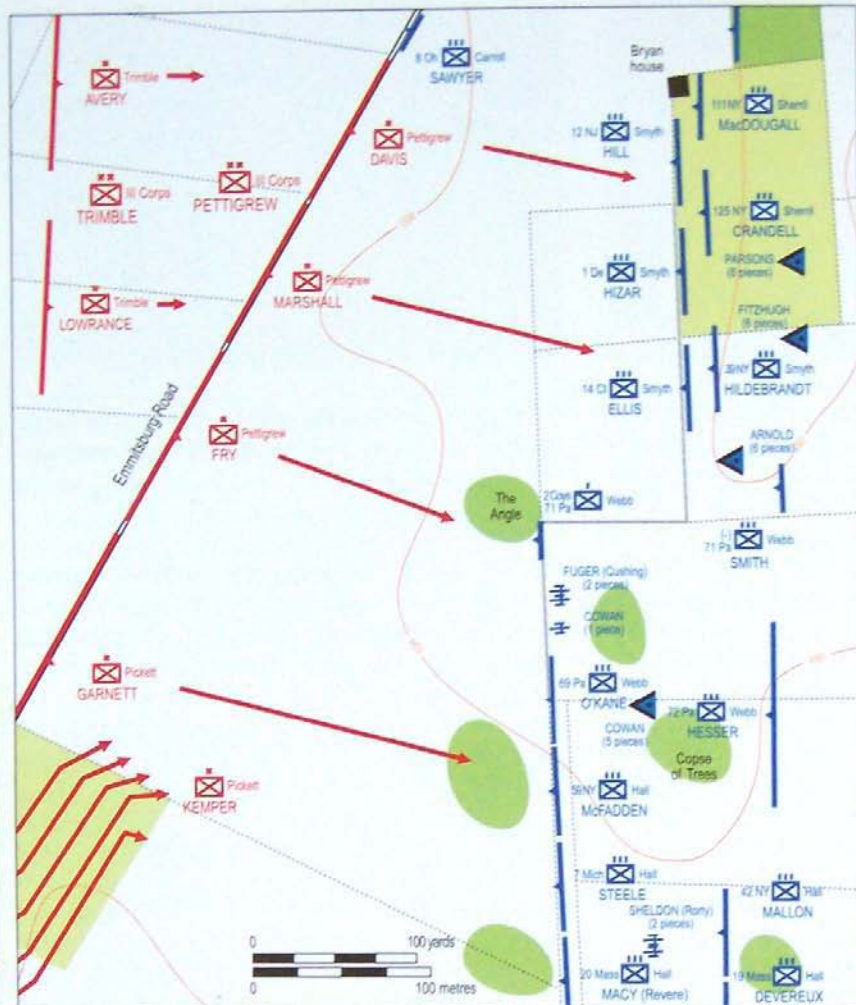 8 Oh Carroll
SAWYER
Trimble
AVERY
Bryan
house
111 NY Sherril
MacDOUGALL
Pettigrew
DAVIS
12 NJ Smyth
HILL
III Corps
TRIMBLE
III Corps
PETTIGREW
125 NY Sherril
CRANDELL
PARSONS
(6 pieces)
1 De Smyth
HIZAR
Pettigrew
MARSHALL
Trimble
LOWRANCE
FITZHUGH
(6 pieces)
39 NY Smyth
HILDEBRANDT
14 Ct Smyth
ELLIS
Emmitsburg Road
Pettigrew
FRY
ARNOLD
(6 pieces)
The
Angle
2 Coys
71 Pa Webb
(-)
71 Pa Webb
SMITH
FUGER (Cushing)
(2 pieces)
COWAN
(1 piece)
Pickett
GARNETT
69 Pa Webb
O'KANE
72 Pa Webb
HESSER
COWAN
(5 pieces)
Copse
of Trees
Pickett
KEMPER
59 NY Hall
McFADDEN
7 Mich Hall
STEELE
42 NY Hall
MALLON
SHELDON (Rorty)
(2 pieces)
0 100 yards
0 100 metres
20 Mass Hall
MACY (Revere)
19 Mass Hall
DEVEREUX